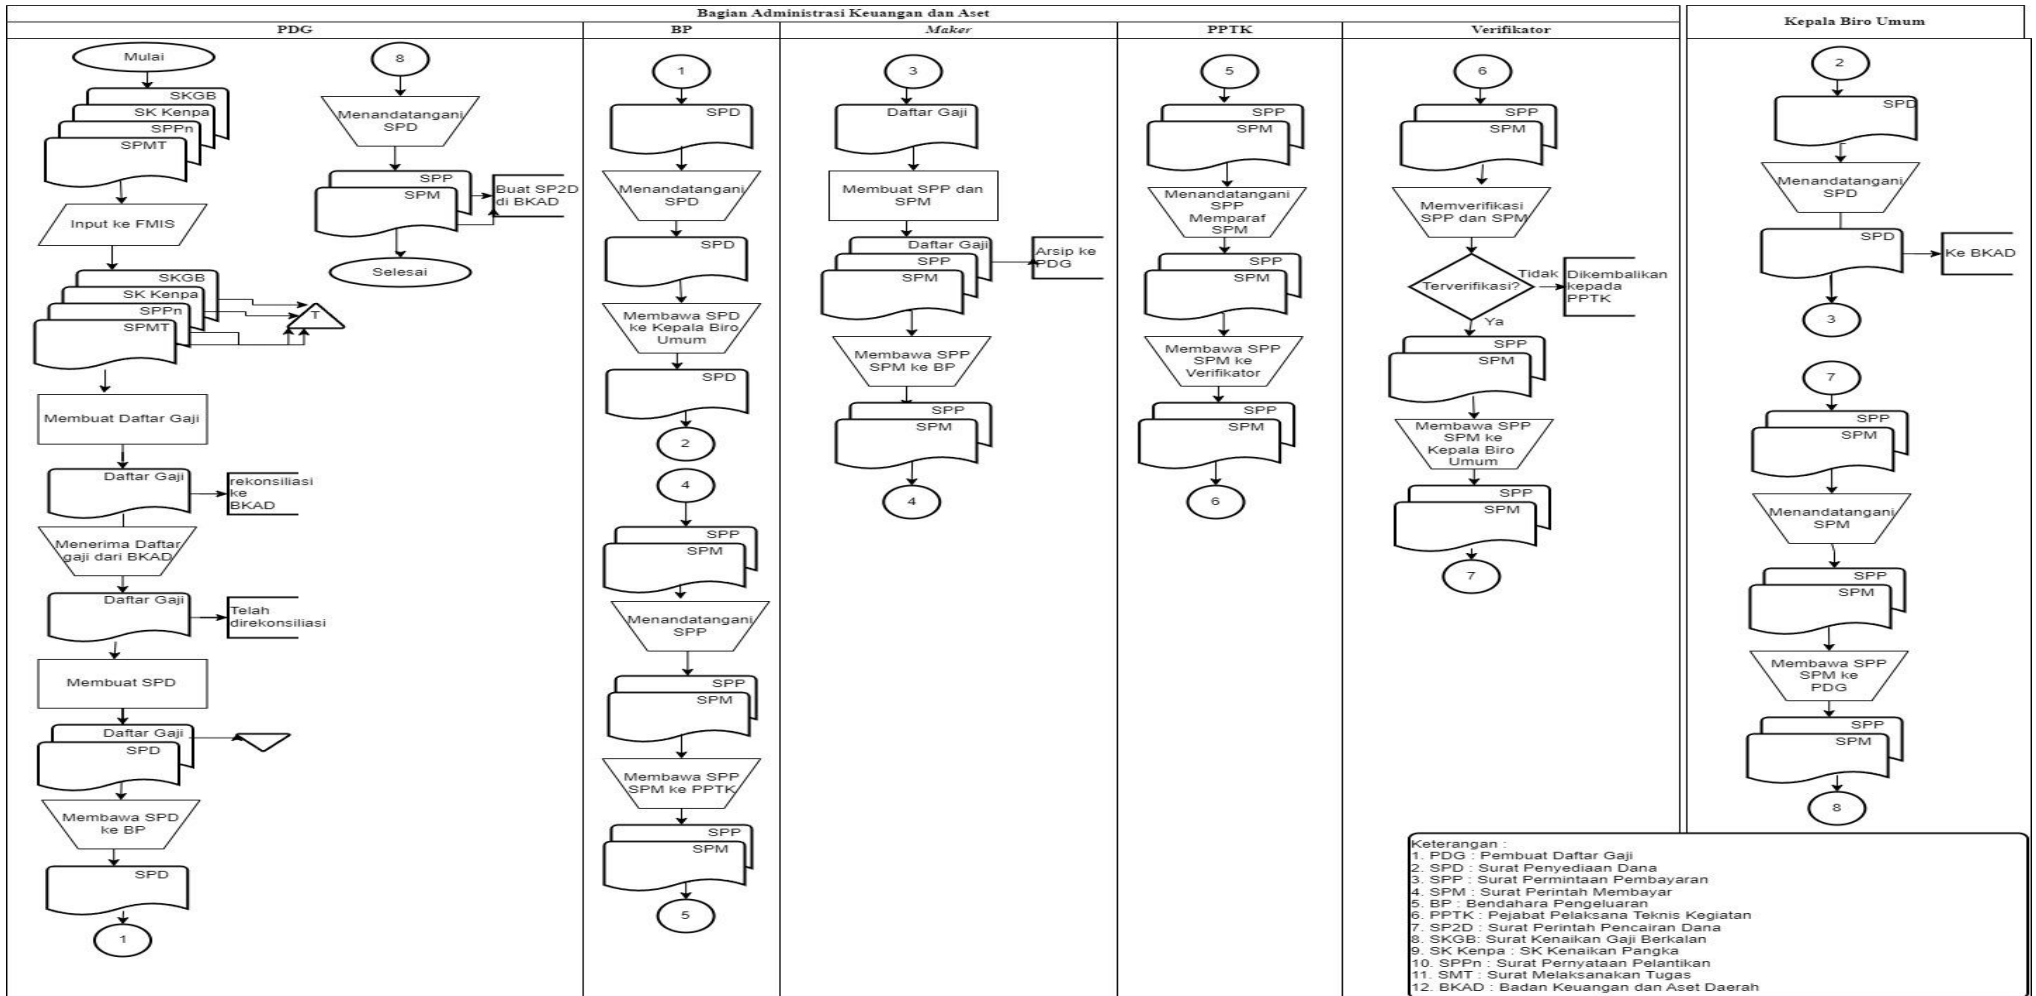 Bagian Administrasi Keuangan dan Aset
Kepala Biro Umum
PDG
BP
Maker
PPTK
Verifikator
Mulai
SKGB
SK Kenpa
SPPn
SPMT
Input ke FMIS
SKGB
SK Kenpa
SPPn
SPMT
T
Membuat Daftar Gaji
Daftar Gaji
rekonsiliasi
ke
BKAD
Menerima Daftar
gaji dari BKAD
Daftar Gaji
Telah
direkonsiliasi
Membuat SPD
Daftar Gaji
SPD
Membawa SPD
ke BP
SPD
1
8
Menandatangani
SPD
SPP
SPM
Buat SP2D
di BKAD
Selesai
1
SPD
Menandatangani
SPD
SPD
Membawa SPD
ke Kepala Biro
Umum
SPD
2
4
SPP
SPM
Menandatangani
SPP
SPP
SPM
Membawa SPP
SPM ke PPTK
SPP
SPM
5
3
Daftar Gaji
Membuat SPP dan
SPM
Daftar Gaji
SPP
SPM
Arsip ke
PDG
Membawa SPP
SPM ke BP
SPP
SPM
4
5
SPP
SPM
Menandatangani
SPP
Memparaf
SPM
SPP
SPM
Membawa SPP
SPM ke
Verifikator
SPP
SPM
6
6
SPP
SPM
Memverifikasi
SPP dan SPM
Terverifikasi?
Tidak
Dikembalikan
kepada
PPTK
Ya
SPP
SPM
Membawa SPP
SPM ke
Kepala Biro
Umum
SPP
SPM
7
2
SPD
Menandatangani
SPD
SPD
Ke BKAD
3
7
SPP
SPM
Menandatangani
SPM
SPP
SPM
Membawa SPP
SPM ke
PDG
SPP
SPM
8
Keterangan :
1. PDG : Pembuat Daftar Gaji
2. SPD : Surat Penyediaan Dana
3. SPP : Surat Permintaan Pembayaran
4. SPM : Surat Perintah Membayar
5. BP : Bendahara Pengeluaran
6. PPTK : Pejabat Pelaksana Teknis Kegiatan
7. SP2D : Surat Perintah Pencairan Dana
8. SKGB: Surat Kenaikan Gaji Berkalan
9. SK Kenpa : SK Kenaikan Pangka
10. SPPn : Surat Pernyataan Pelantikan
11. SMT : Surat Melaksanakan Tugas
12. BKAD : Badan Keuangan dan Aset Daerah